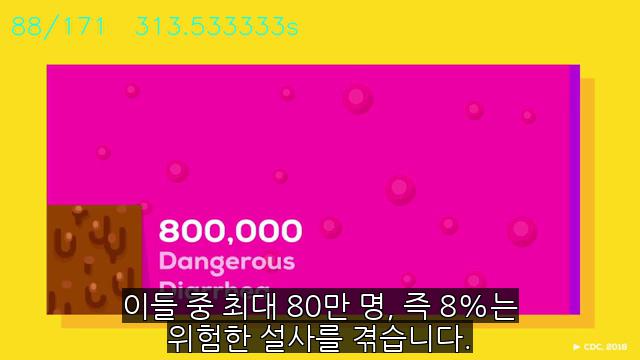 88/171 313.533333s
800,000
Dangerous
Diarrhea
이들 중 최대 80만 명, 즉 8%는
위험한 설사를 겪습니다.
▶ CDC, 2018